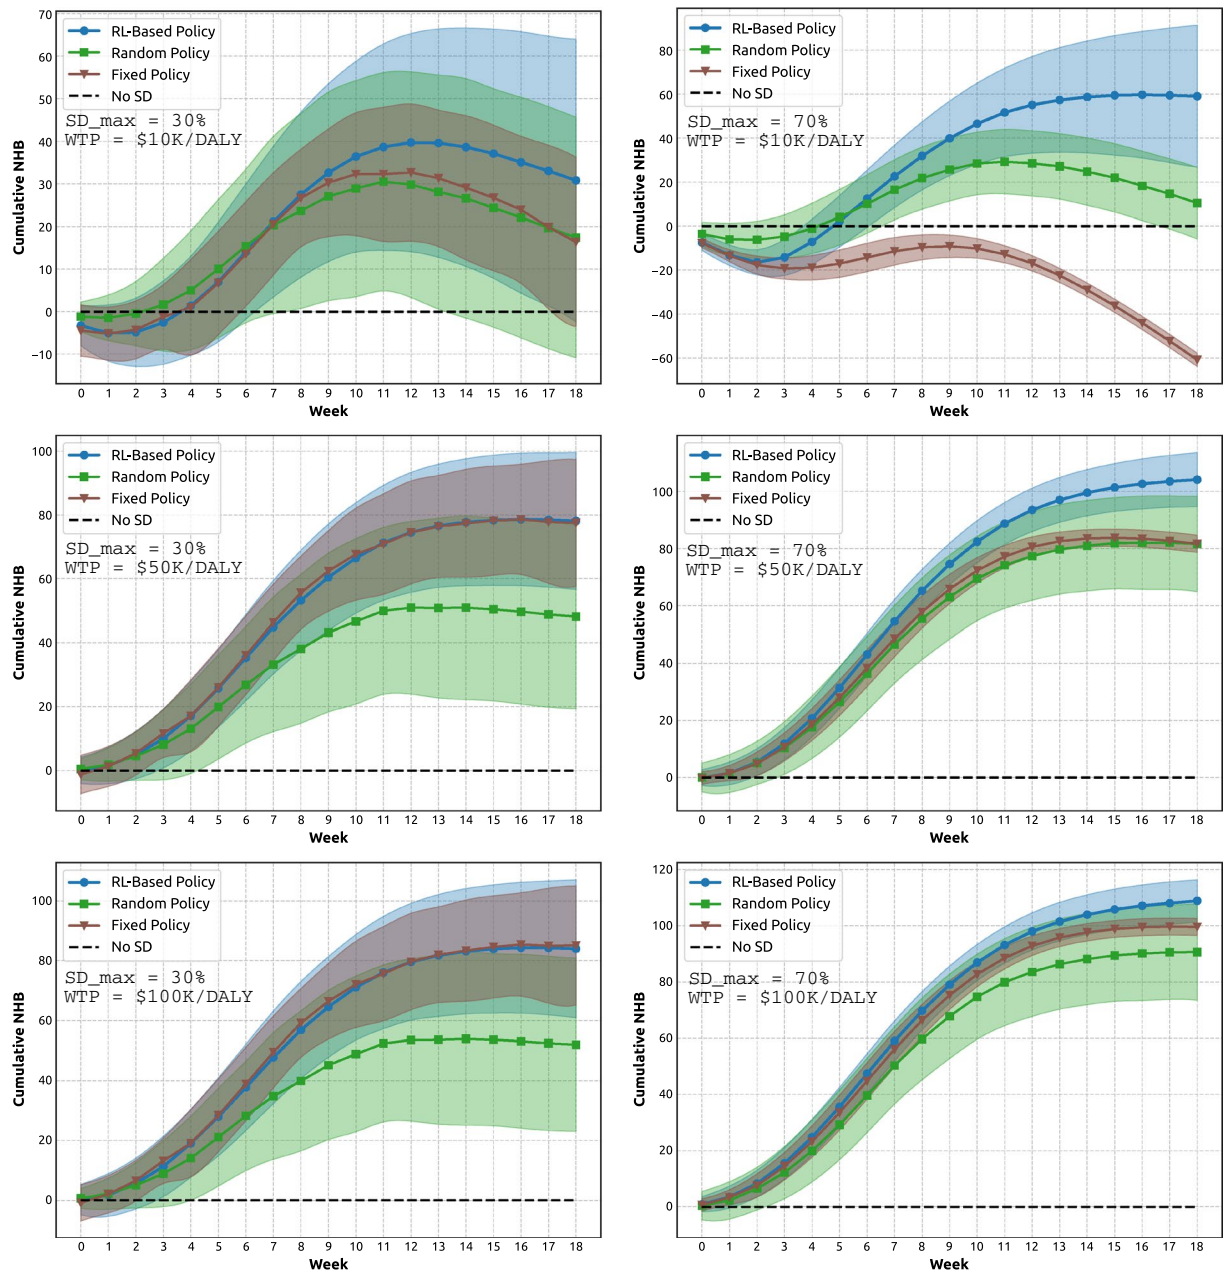 70
60
50
40
30
20
10
0
−10
Cumulative NHB
RL-Based Policy
Random Policy
Fixed Policy
No SD
SD_max = 30%
WTP = $10K/DALY
0 1 2 3 4 5 6 7 8 9 10 11 12 13 14 15 16 17 18
Week
80
60
40
20
0
−20
−40
−60
Cumulative NHB
RL-Based Policy
Random Policy
Fixed Policy
No SD
SD_max = 70%
WTP = $10K/DALY
0 1 2 3 4 5 6 7 8 9 10 11 12 13 14 15 16 17 18
Week
100
80
60
40
20
0
Cumulative NHB
RL-Based Policy
Random Policy
Fixed Policy
No SD
SD_max = 30%
WTP = $50K/DALY
0 1 2 3 4 5 6 7 8 9 10 11 12 13 14 15 16 17 18
Week
100
80
60
40
20
0
Cumulative NHB
RL-Based Policy
Random Policy
Fixed Policy
No SD
SD_max = 70%
WTP = $50K/DALY
0 1 2 3 4 5 6 7 8 9 10 11 12 13 14 15 16 17 18
Week
100
80
60
40
20
0
Cumulative NHB
RL-Based Policy
Random Policy
Fixed Policy
No SD
SD_max = 30%
WTP = $100K/DALY
0 1 2 3 4 5 6 7 8 9 10 11 12 13 14 15 16 17 18
Week
120
100
80
60
40
20
0
Cumulative NHB
RL-Based Policy
Random Policy
Fixed Policy
No SD
SD_max = 70%
WTP = $100K/DALY
0 1 2 3 4 5 6 7 8 9 10 11 12 13 14 15 16 17 18
Week